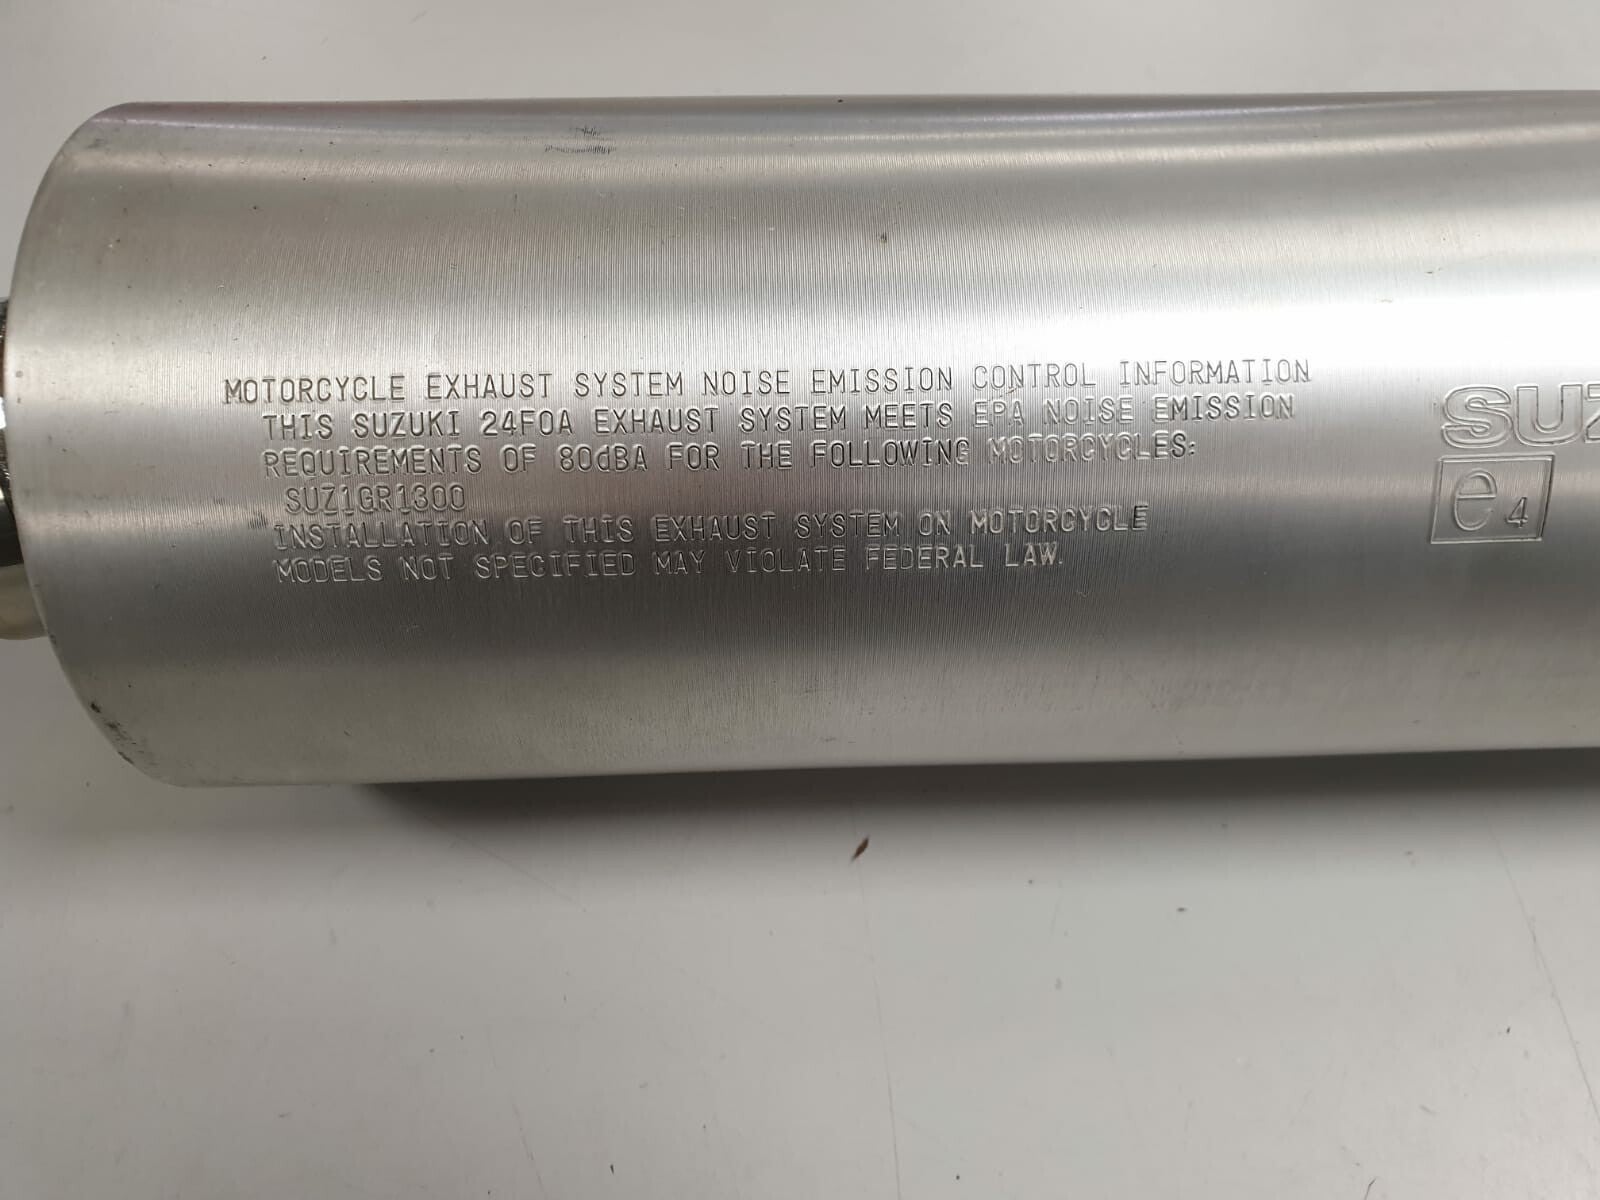 MOTORCYCLE EXHAUST SYSTEM NOISE EMISSION CONTROL INFORMATION
THIS SUZUKI 24F0A EXHAUST SYSTEM MEETS EPA NOISE EMISSION
REQUIREMENTS OF 80dBA FOR THE FOLLOWING MOTORCYCLES:
SUZ1GR1300
INSTALLATION OF THIS EXHAUST SYSTEM ON MOTORCYCLE
MODELS NOT SPECIFIED MAY VIOLATE FEDERAL LAW.
SUZ
e4